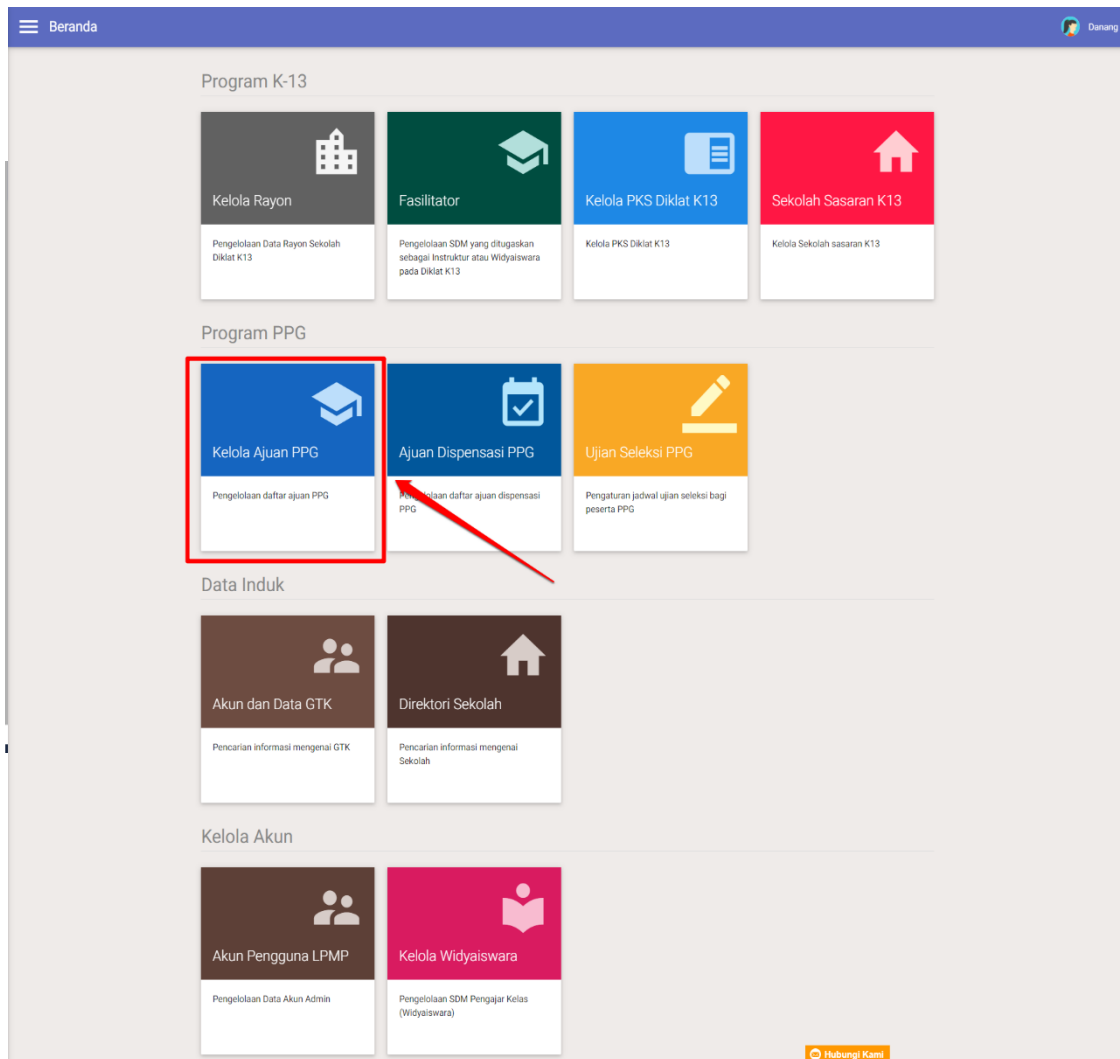 Beranda
Danang
Program K-13
Kelola Rayon
Pengelolaan Data Rayon Sekolah
Diklat K13
Fasilitator
Pengelolaan SDM yang ditugaskan
sebagai Instruktur atau Widyaiswara
pada Diklat K13
Kelola PKS Diklat K13
Kelola PKS Diklat K13
Sekolah Sasaran K13
Kelola Sekolah sasaran K13
Program PPG
Kelola Ajuan PPG
Pengelolaan daftar ajuan PPG
Ajuan Dispensasi PPG
Pengelolaan daftar ajuan dispensasi
PPG
Ujian Seleksi PPG
Pengaturan jadwal ujian seleksi bagi
peserta PPG
Data Induk
Akun dan Data GTK
Pencarian informasi mengenai GTK
Direktori Sekolah
Pencarian informasi mengenai
Sekolah
Kelola Akun
Akun Pengguna LPMP
Pengelolaan Data Akun Admin
Kelola Widyaiswara
Pengelolaan SDM Pengajar Kelas
(Widyaiswara)
Hubungi Kami